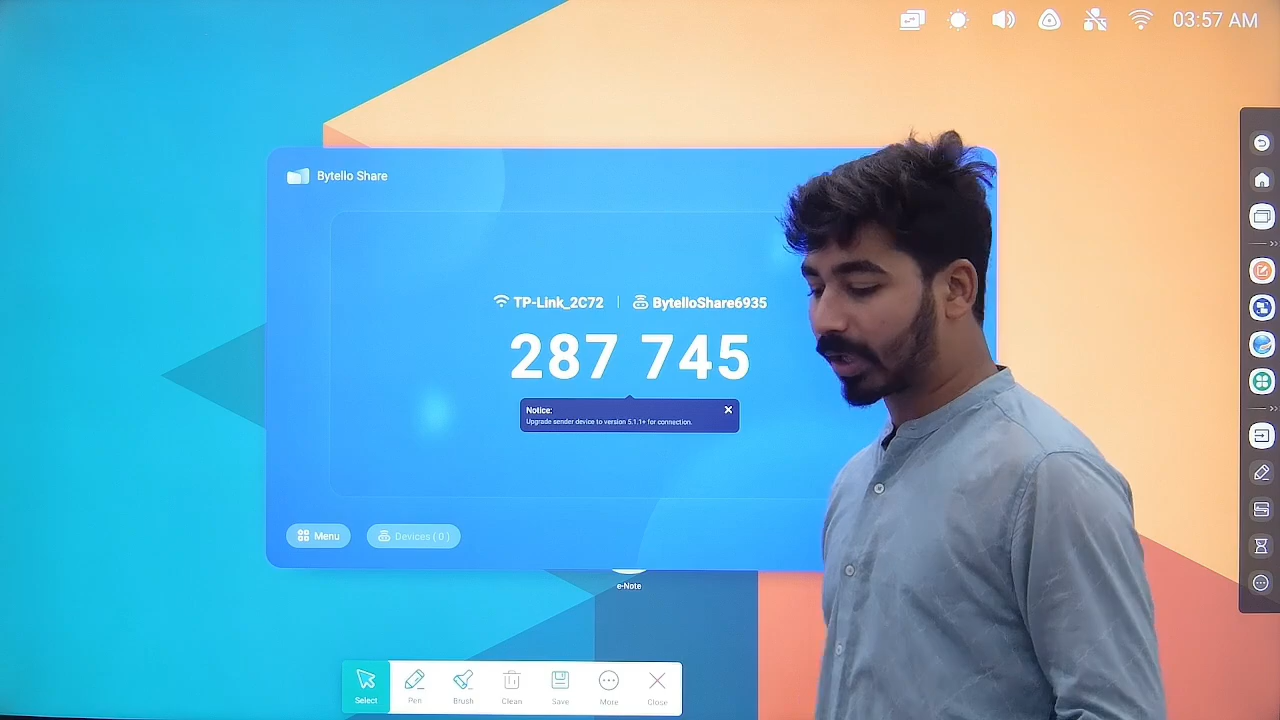 03:57 AM
Bytello Share
TP-Link_2C72 | BytelloShare6935
287 745
Notice:
Upgrade sender device to version 5.1.1+ for connection.
Menu
Devices ( 0 )
e-Note
Select
Pen
Brush
Clean
Save
More
Close